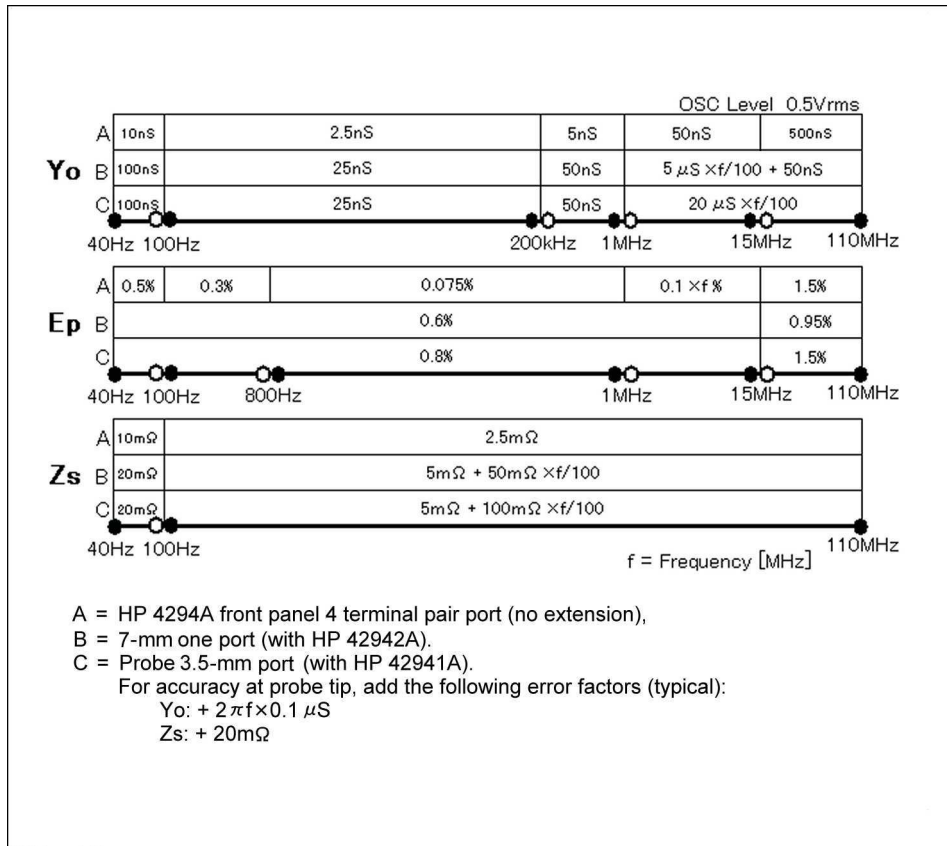 OSC Level 0.5Vrms
A 10nS 2.5nS 5nS 50nS 500nS
Yo B 100nS 25nS 50nS 5 μS ×f/100 + 50nS
C 100nS 25nS 50nS 20 μS ×f/100
40Hz 100Hz 200kHz 1MHz 15MHz 110MHz
A 0.5% 0.3% 0.075% 0.1 ×f % 1.5%
Ep B 0.6% 0.95%
C 0.8% 1.5%
40Hz 100Hz 800Hz 1MHz 15MHz 110MHz
A 10mΩ 2.5mΩ
Zs B 20mΩ 5mΩ + 50mΩ ×f/100
C 20mΩ 5mΩ + 100mΩ ×f/100
40Hz 100Hz 110MHz
f = Frequency [MHz]
A = HP 4294A front panel 4 terminal pair port (no extension),
B = 7-mm one port (with HP 42942A).
C = Probe 3.5-mm port (with HP 42941A).
For accuracy at probe tip, add the following error factors (typical):
Yo: + 2πf×0.1 μS
Zs: + 20mΩ